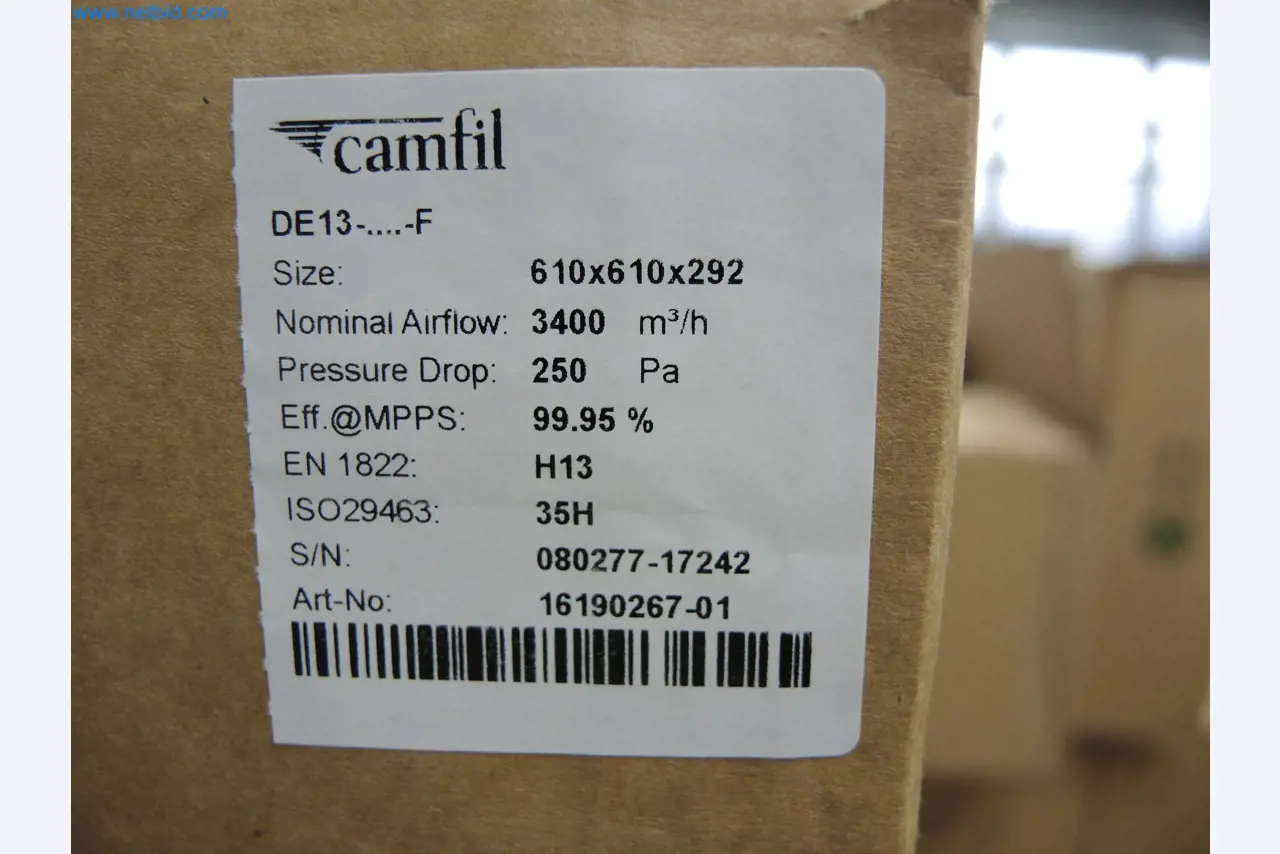 www.netbid.com
camfil
DE13-....-F
Size: 610x610x292
Nominal Airflow: 3400 m³/h
Pressure Drop: 250 Pa
Eff.@MPPS: 99.95 %
EN 1822: H13
ISO29463: 35H
S/N: 080277-17242
Art-No: 16190267-01